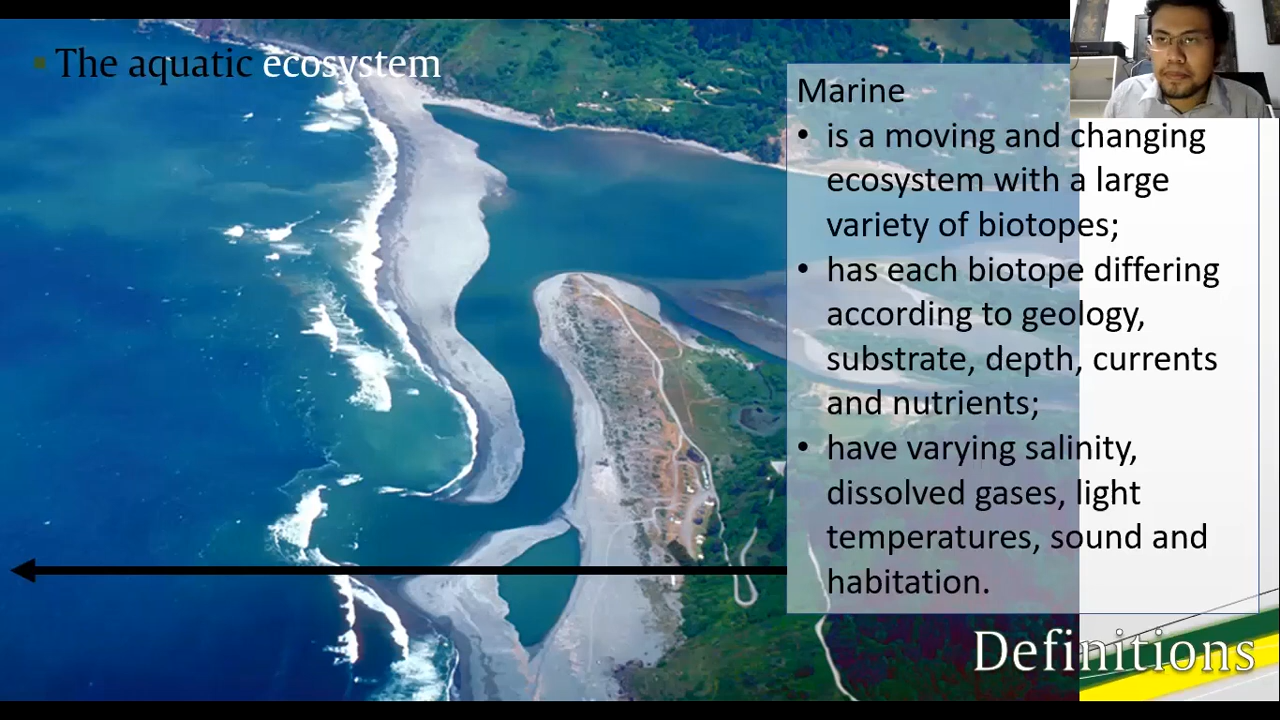 The aquatic ecosystem
Marine
• is a moving and changing
ecosystem with a large
variety of biotopes;
• has each biotope differing
according to geology,
substrate, depth, currents
and nutrients;
• have varying salinity,
dissolved gases, light
temperatures, sound and
habitation.
Definitions